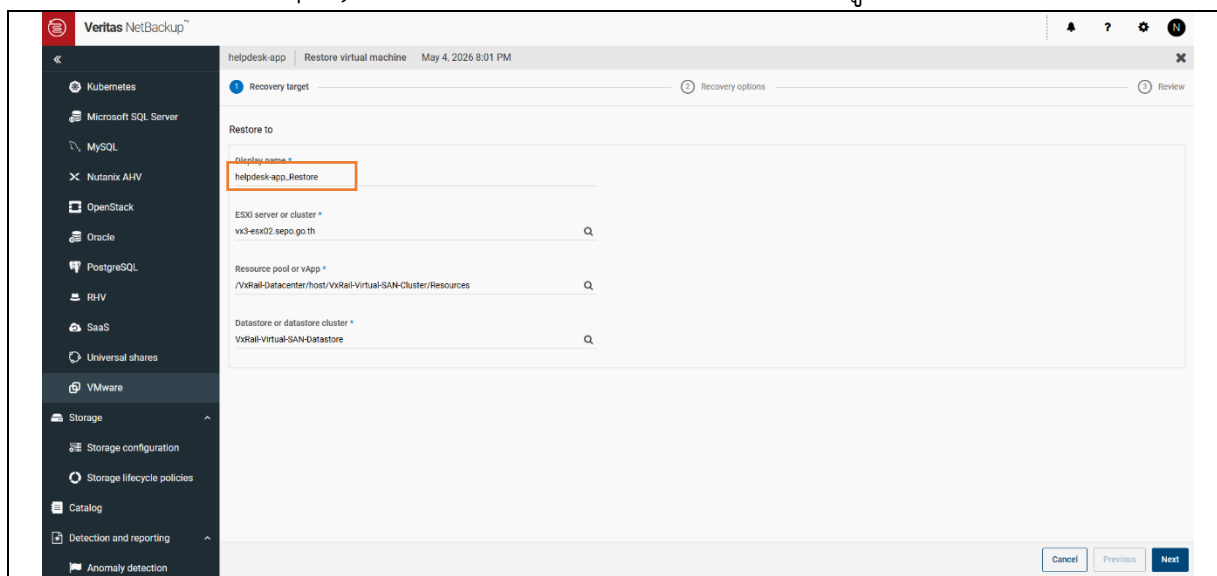 Veritas NetBackup™
? N
«
helpdesk-app Restore virtual machine May 4, 2026 8:01 PM
Kubernetes
1 Recovery target 2 Recovery options 3 Review
Microsoft SQL Server
Restore to
MySQL
Display name *
Nutanix AHV
helpdesk-app_Restore
OpenStack
ESXi server or cluster *
vx3-esx02.sepo.go.th
Oracle
PostgreSQL
Resource pool or vApp *
/VxRail-Datacenter/host/VxRail-Virtual-SAN-Cluster/Resources
RHV
SaaS
Datastore or datastore cluster *
VxRail-Virtual-SAN-Datastore
Universal shares
VMware
Storage
Storage configuration
Storage lifecycle policies
Catalog
Detection and reporting
Cancel Previous Next
Anomaly detection